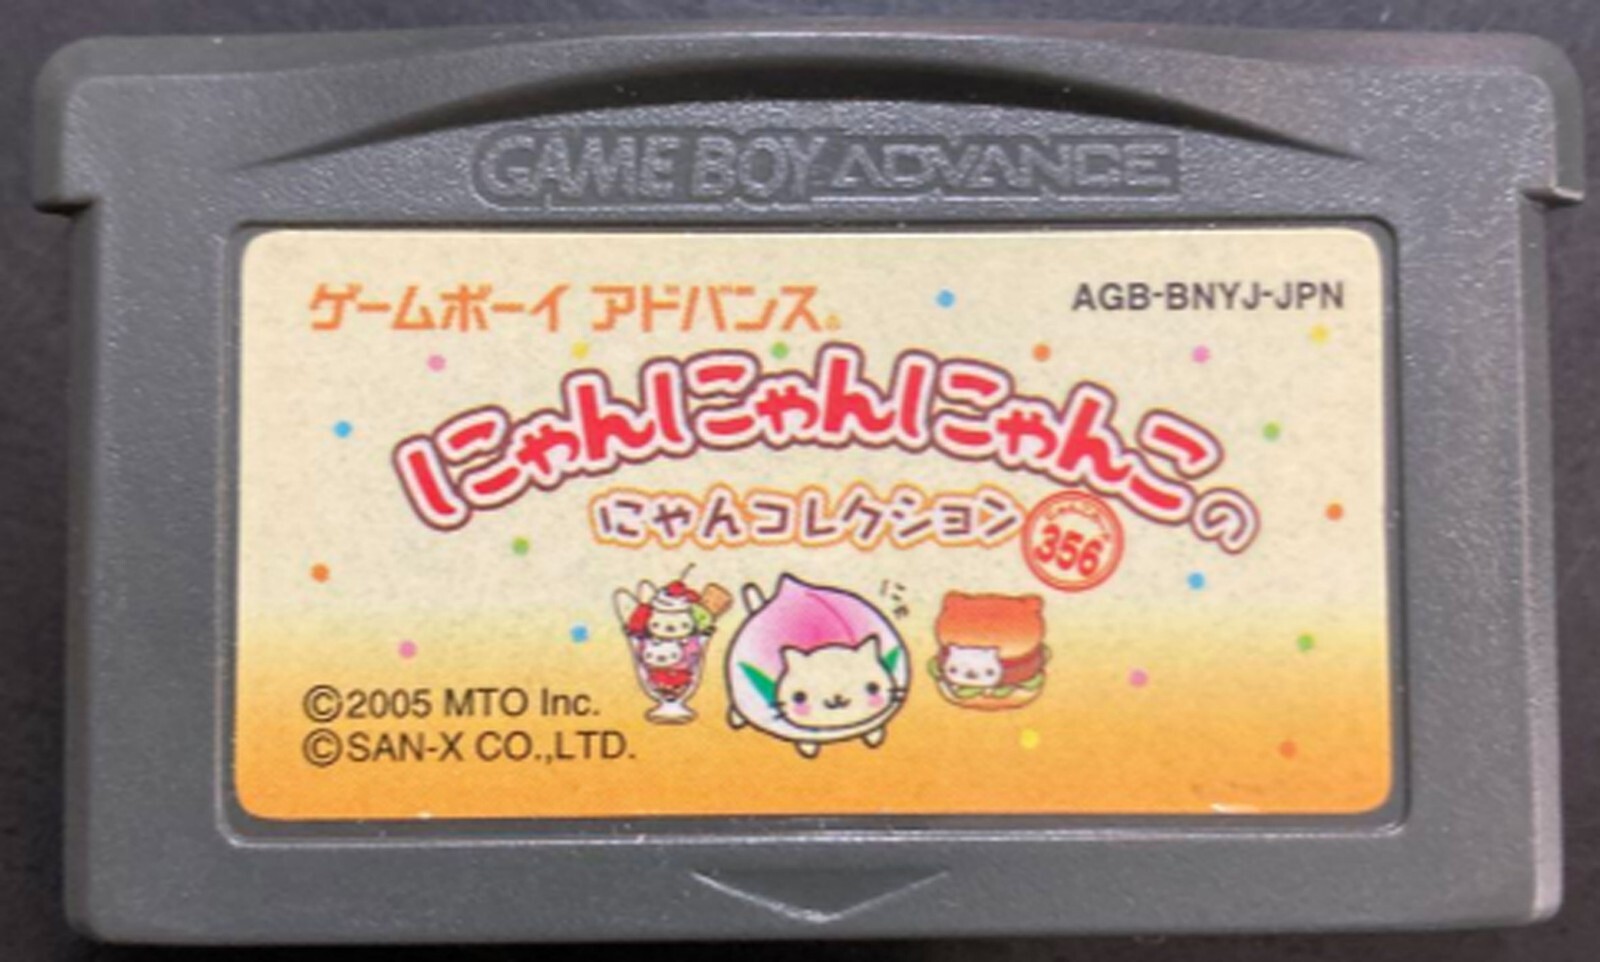 GAME BOY ADVANCE
ゲームボーイ アドバンス
AGB-BNYJ-JPN
にゃんにゃんにゃんこの
にゃんコレクション
356
にゃ
©2005 MTO Inc.
©SAN-X CO.,LTD.